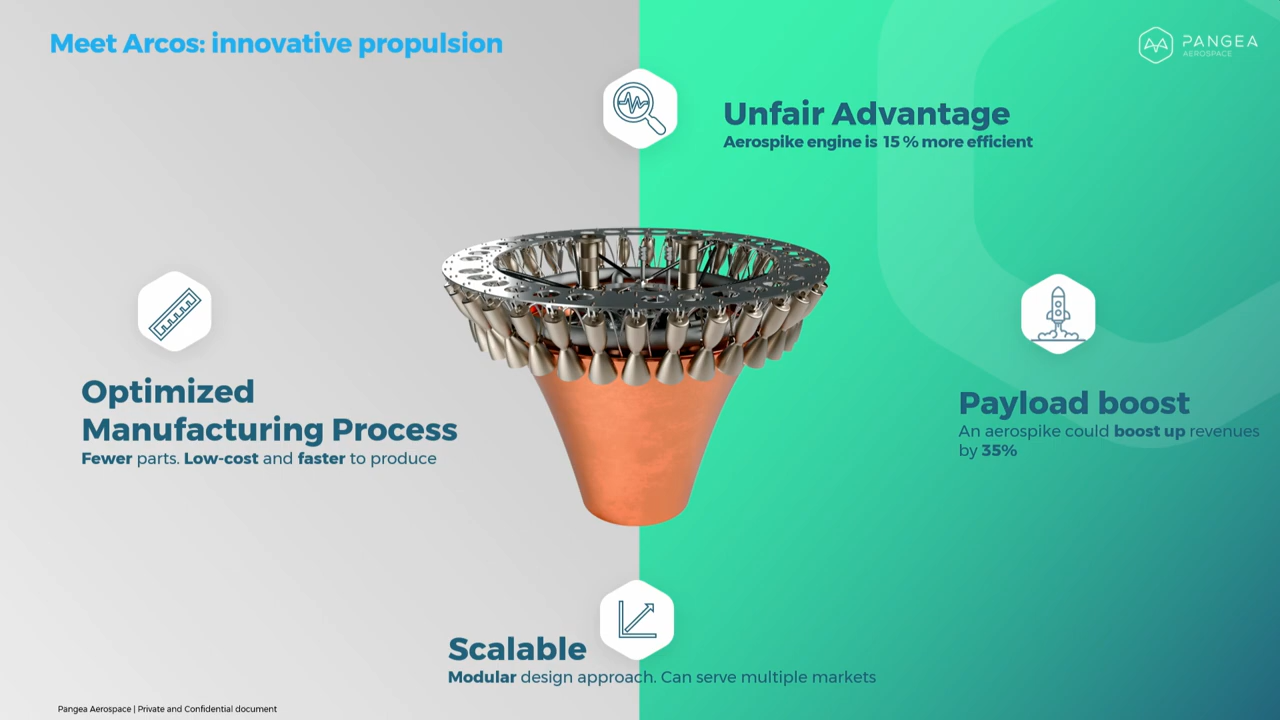 Meet Arcos: innovative propulsion
PANGEA
AEROSPACE
Unfair Advantage
Aerospike engine is 15 % more efficient
Optimized
Manufacturing Process
Fewer parts. Low-cost and faster to produce
Payload boost
An aerospike could boost up revenues
by 35%
Scalable
Modular design approach. Can serve multiple markets
Pangea Aerospace | Private and Confidential document